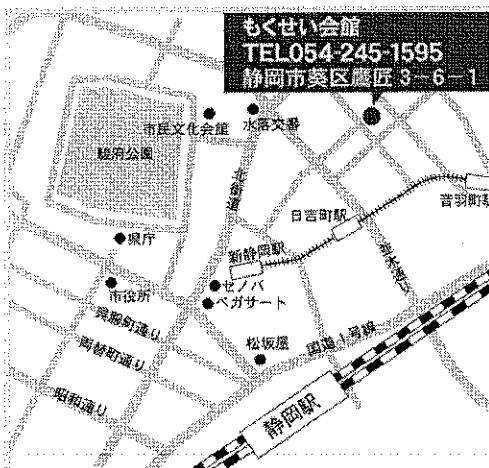 もくせい会館
TEL054-245-1595
静岡市葵区鷹匠3-6-1
市民文化会館
水落交番
駿府公園
北街道
音羽町駅
日吉町駅
県庁
新静岡駅
市役所
ゼノバ
ペガサート
呉服町通り
両替町通り
松坂屋
国道1号線
昭和通り
静岡駅